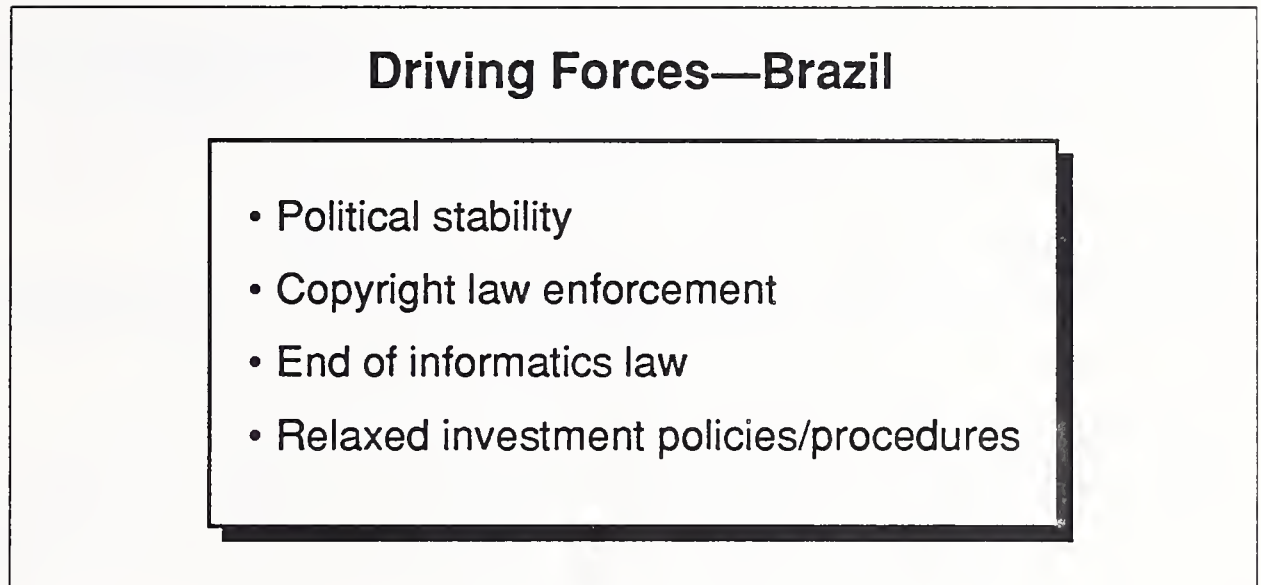 Driving Forces—Brazil
• Political stability
• Copyright law enforcement
• End of informatics law
• Relaxed investment policies/procedures